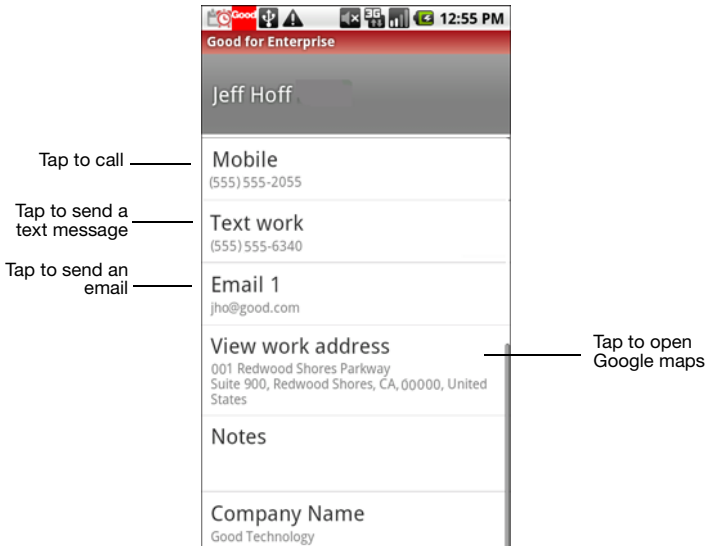 Good 3G 12:55 PM
Good for Enterprise
Jeff Hoff
Tap to call
Mobile
(555) 555-2055
Tap to send a
text message
Text work
(555) 555-6340
Tap to send an
email
Email 1
jho@good.com
View work address
001 Redwood Shores Parkway
Suite 900, Redwood Shores, CA, 00000, United
States
Tap to open
Google maps
Notes
Company Name
Good Technology